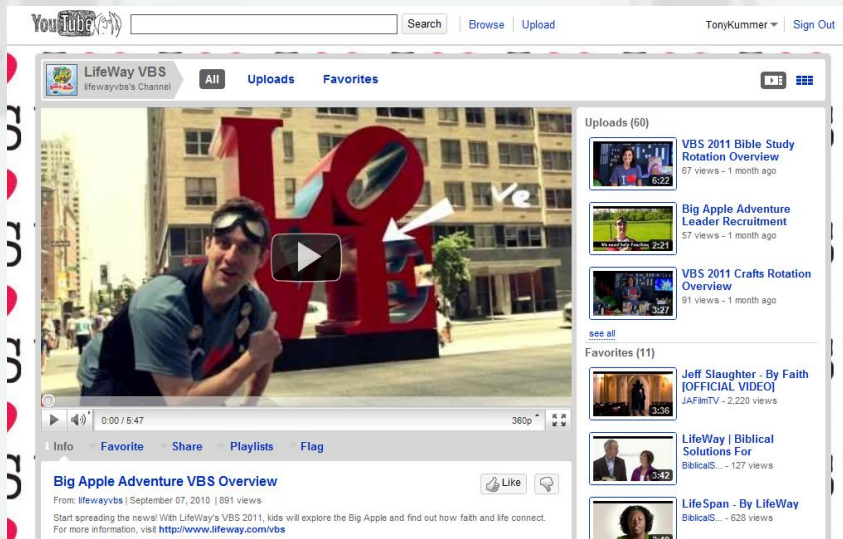 YouTube
Search
Browse
Upload
TonyKummer
Sign Out
LifeWay VBS
lifewayvbs's Channel
All
Uploads
Favorites
LOVE
Ve
0:00 / 5:47
360p
Info
Favorite
Share
Playlists
Flag
Big Apple Adventure VBS Overview
Like
From: lifewayvbs | September 07, 2010 | 891 views
Start spreading the news! With LifeWay's VBS 2011, kids will explore the Big Apple and find out how faith and life connect.
For more information, visit http://www.lifeway.com/vbs
Uploads (60)
6:22
VBS 2011 Bible Study
Rotation Overview
67 views - 1 month ago
2:21
Big Apple Adventure
Leader Recruitment
57 views - 1 month ago
3:27
VBS 2011 Crafts Rotation
Overview
91 views - 1 month ago
see all
Favorites (11)
3:36
Jeff Slaughter - By Faith
[OFFICIAL VIDEO]
JAFilmTV - 2,220 views
3:42
LifeWay | Biblical
Solutions For
BiblicalS... - 127 views
LifeSpan - By LifeWay
BiblicalS... - 628 views